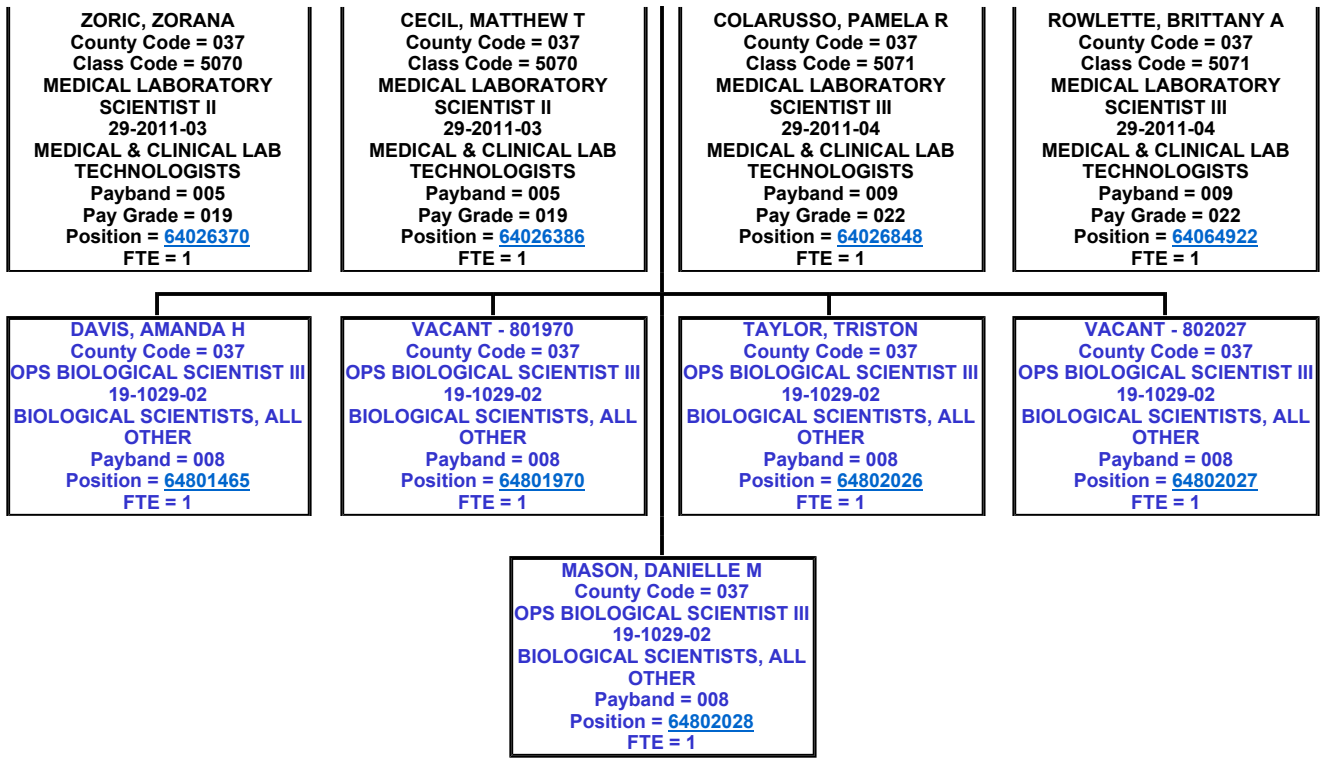 ZORIC, ZORANA
County Code = 037
Class Code = 5070
MEDICAL LABORATORY
SCIENTIST II
29-2011-03
MEDICAL & CLINICAL LAB
TECHNOLOGISTS
Payband = 005
Pay Grade = 019
Position = 64026370
FTE = 1
CECIL, MATTHEW T
County Code = 037
Class Code = 5070
MEDICAL LABORATORY
SCIENTIST II
29-2011-03
MEDICAL & CLINICAL LAB
TECHNOLOGISTS
Payband = 005
Pay Grade = 019
Position = 64026386
FTE = 1
COLARUSSO, PAMELA R
County Code = 037
Class Code = 5071
MEDICAL LABORATORY
SCIENTIST III
29-2011-04
MEDICAL & CLINICAL LAB
TECHNOLOGISTS
Payband = 009
Pay Grade = 022
Position = 64026848
FTE = 1
ROWLETTE, BRITTANY A
County Code = 037
Class Code = 5071
MEDICAL LABORATORY
SCIENTIST III
29-2011-04
MEDICAL & CLINICAL LAB
TECHNOLOGISTS
Payband = 009
Pay Grade = 022
Position = 64064922
FTE = 1
DAVIS, AMANDA H
County Code = 037
OPS BIOLOGICAL SCIENTIST III
19-1029-02
BIOLOGICAL SCIENTISTS, ALL
OTHER
Payband = 008
Position = 64801465
FTE = 1
VACANT - 801970
County Code = 037
OPS BIOLOGICAL SCIENTIST III
19-1029-02
BIOLOGICAL SCIENTISTS, ALL
OTHER
Payband = 008
Position = 64801970
FTE = 1
TAYLOR, TRISTON
County Code = 037
OPS BIOLOGICAL SCIENTIST III
19-1029-02
BIOLOGICAL SCIENTISTS, ALL
OTHER
Payband = 008
Position = 64802026
FTE = 1
VACANT - 802027
County Code = 037
OPS BIOLOGICAL SCIENTIST III
19-1029-02
BIOLOGICAL SCIENTISTS, ALL
OTHER
Payband = 008
Position = 64802027
FTE = 1
MASON, DANIELLE M
County Code = 037
OPS BIOLOGICAL SCIENTIST III
19-1029-02
BIOLOGICAL SCIENTISTS, ALL
OTHER
Payband = 008
Position = 64802028
FTE = 1